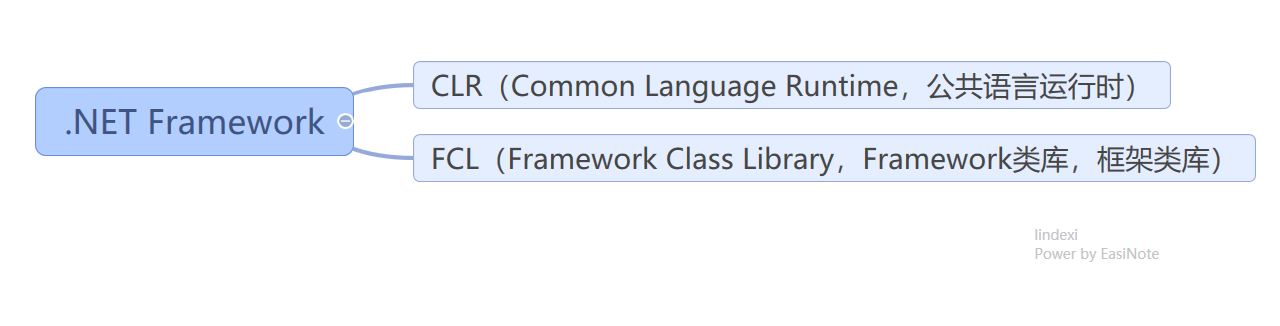 .NET Framework
CLR（Common Language Runtime，公共语言运行时）
FCL（Framework Class Library，Framework类库，框架类库）
lindexi
Power by EasiNote